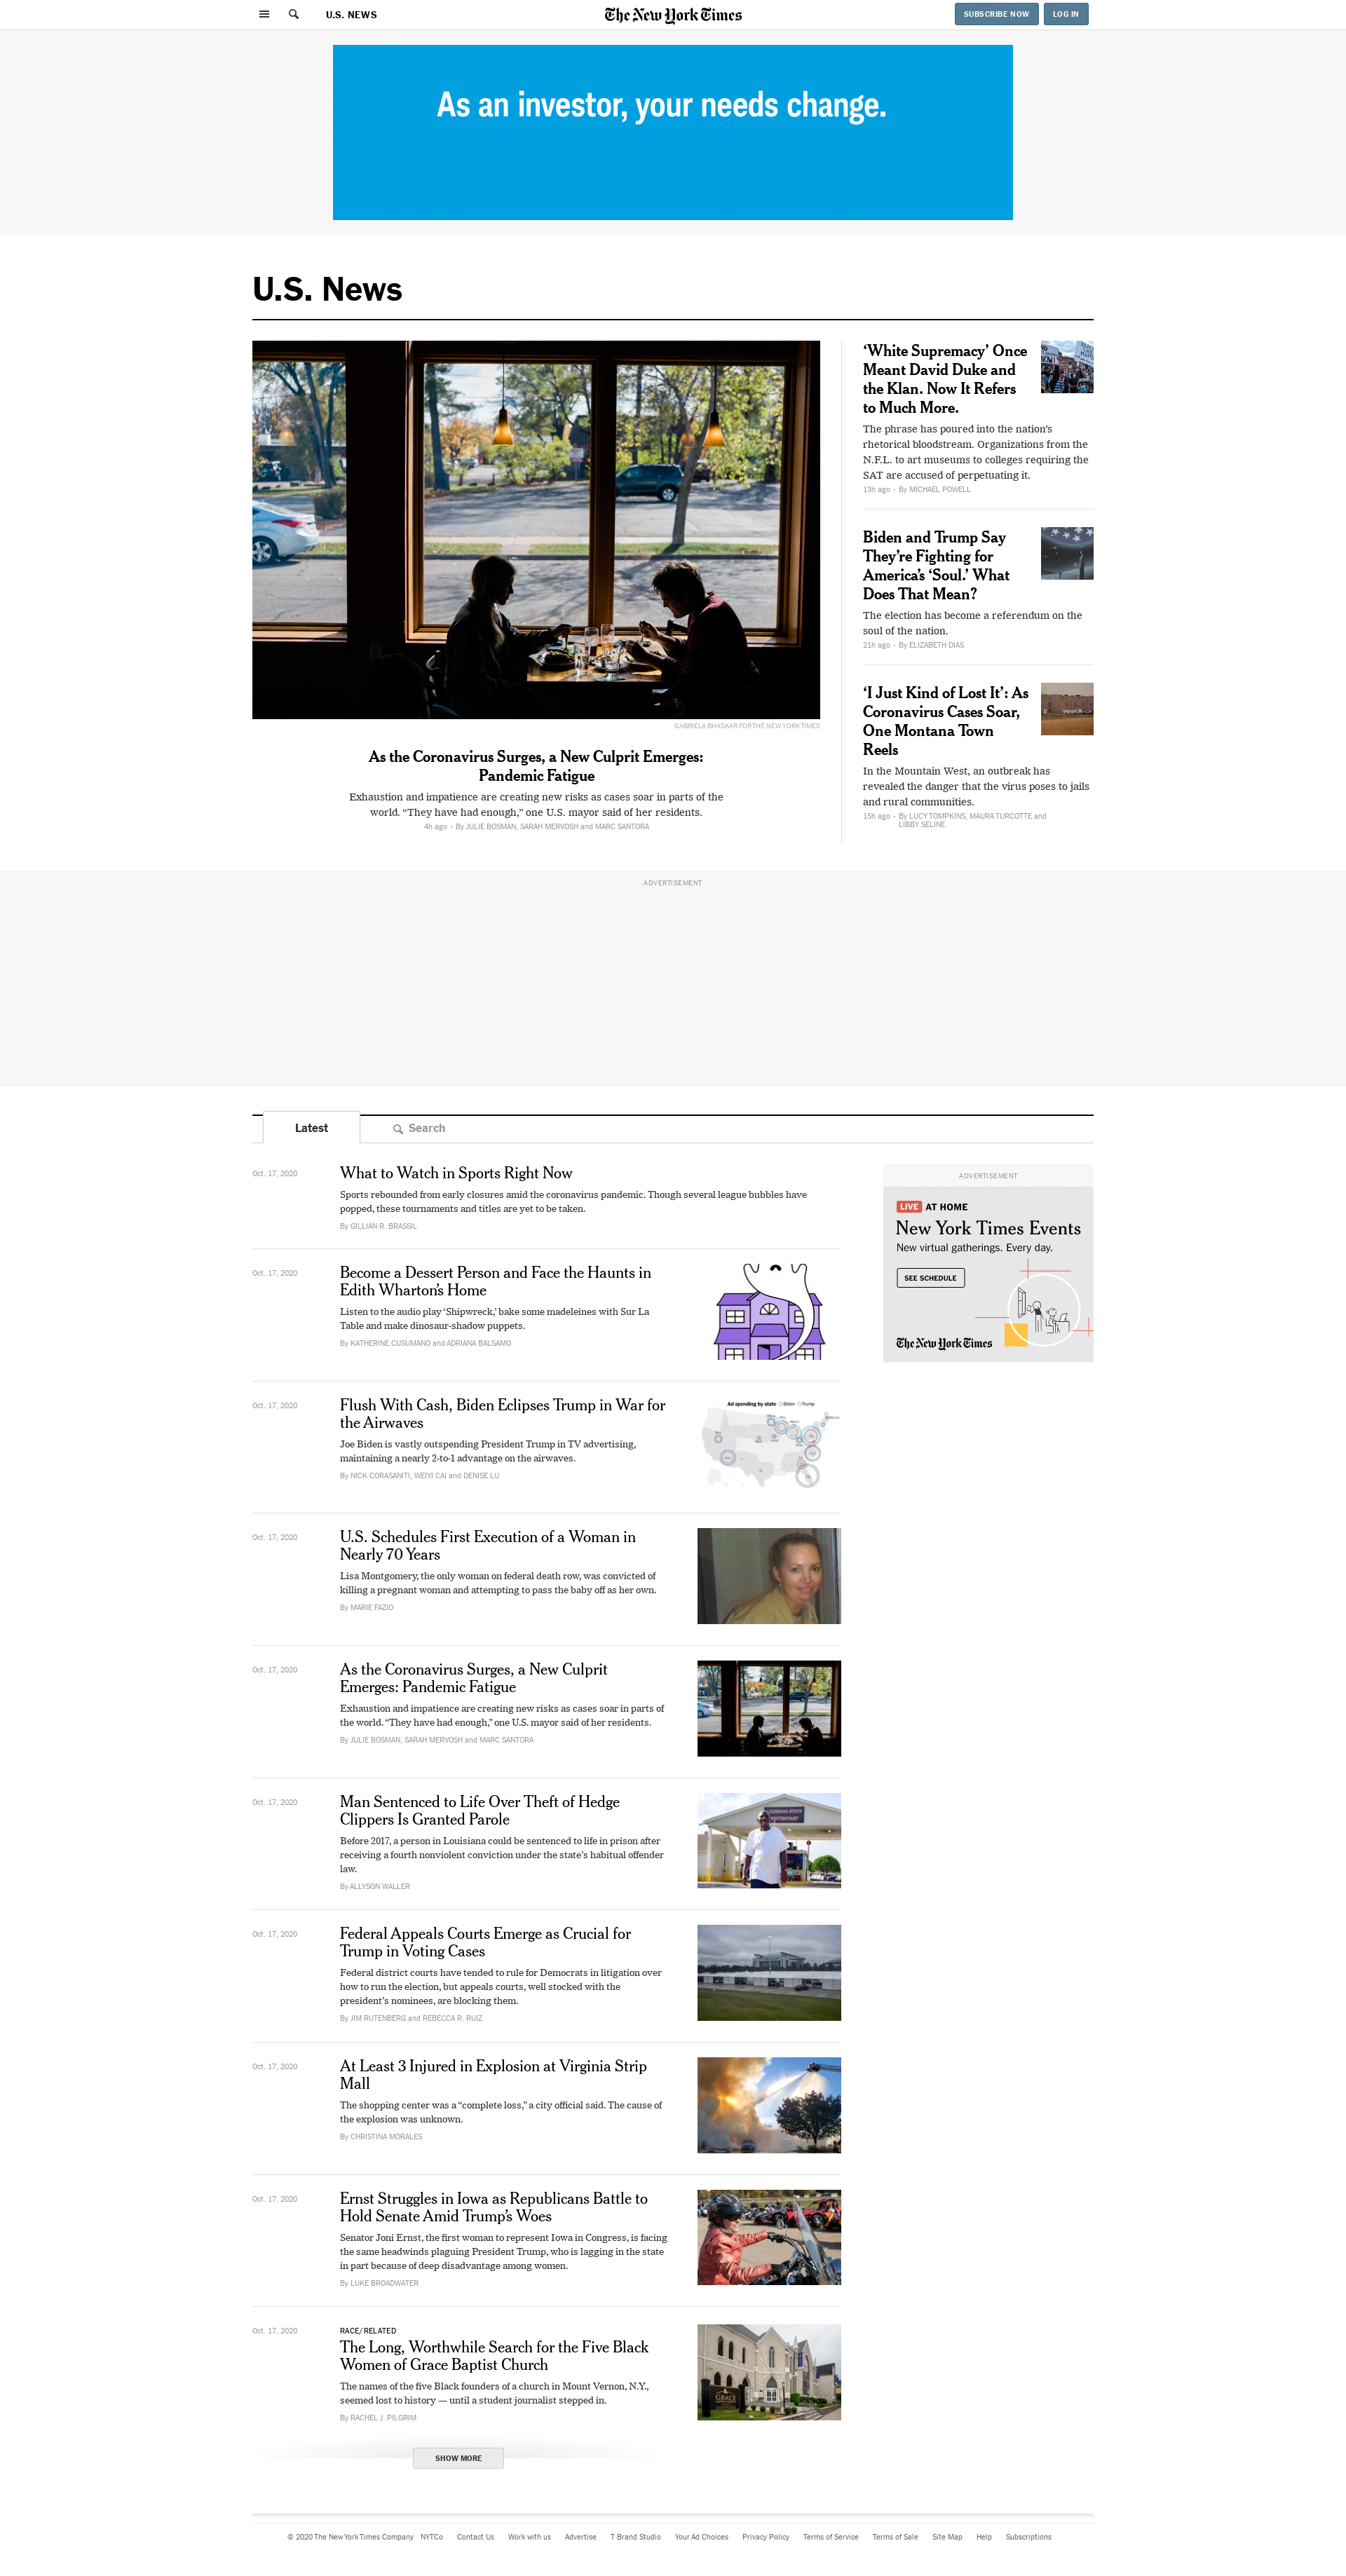 U.S. NEWS
The New York Times
SUBSCRIBE NOW
LOG IN
As an investor, your needs change.
U.S. News
GABRIELA BHASKAR FOR THE NEW YORK TIMES
As the Coronavirus Surges, a New Culprit Emerges:
Pandemic Fatigue
Exhaustion and impatience are creating new risks as cases soar in parts of the
world. “They have had enough,” one U.S. mayor said of her residents.
4h ago • By JULIE BOSMAN, SARAH MERVOSH and MARC SANTORA
‘White Supremacy’ Once
Meant David Duke and
the Klan. Now It Refers
to Much More.
The phrase has poured into the nation’s
rhetorical bloodstream. Organizations from the
N.F.L. to art museums to colleges requiring the
SAT are accused of perpetuating it.
13h ago • By MICHAEL POWELL
Biden and Trump Say
They’re Fighting for
America’s ‘Soul.’ What
Does That Mean?
The election has become a referendum on the
soul of the nation.
21h ago • By ELIZABETH DIAS
‘I Just Kind of Lost It’: As
Coronavirus Cases Soar,
One Montana Town
Reels
In the Mountain West, an outbreak has
revealed the danger that the virus poses to jails
and rural communities.
15h ago • By LUCY TOMPKINS, MAURA TURCOTTE and
LIBBY SELINE
ADVERTISEMENT
Latest
Search
Oct. 17, 2020
What to Watch in Sports Right Now
Sports rebounded from early closures amid the coronavirus pandemic. Though several league bubbles have
popped, these tournaments and titles are yet to be taken.
By GILLIAN R. BRASSIL
ADVERTISEMENT
LIVE AT HOME
New York Times Events
New virtual gatherings. Every day.
SEE SCHEDULE
The New York Times
Oct. 17, 2020
Become a Dessert Person and Face the Haunts in
Edith Wharton’s Home
Listen to the audio play ‘Shipwreck,’ bake some madeleines with Sur La
Table and make dinosaur-shadow puppets.
By KATHERINE CUSUMANO and ADRIANA BALSAMO
Oct. 17, 2020
Flush With Cash, Biden Eclipses Trump in War for
the Airwaves
Joe Biden is vastly outspending President Trump in TV advertising,
maintaining a nearly 2-to-1 advantage on the airwaves.
By NICK CORASANITI, WEIYI CAI and DENISE LU
Ad spending by state Biden Trump
Oct. 17, 2020
U.S. Schedules First Execution of a Woman in
Nearly 70 Years
Lisa Montgomery, the only woman on federal death row, was convicted of
killing a pregnant woman and attempting to pass the baby off as her own.
By MARIE FAZIO
Oct. 17, 2020
As the Coronavirus Surges, a New Culprit
Emerges: Pandemic Fatigue
Exhaustion and impatience are creating new risks as cases soar in parts of
the world. “They have had enough,” one U.S. mayor said of her residents.
By JULIE BOSMAN, SARAH MERVOSH and MARC SANTORA
Oct. 17, 2020
Man Sentenced to Life Over Theft of Hedge
Clippers Is Granted Parole
Before 2017, a person in Louisiana could be sentenced to life in prison after
receiving a fourth nonviolent conviction under the state’s habitual offender
law.
By ALLYSON WALLER
LOUISIANA STATE
PENITENTIARY
Oct. 17, 2020
Federal Appeals Courts Emerge as Crucial for
Trump in Voting Cases
Federal district courts have tended to rule for Democrats in litigation over
how to run the election, but appeals courts, well stocked with the
president’s nominees, are blocking them.
By JIM RUTENBERG and REBECCA R. RUIZ
Oct. 17, 2020
At Least 3 Injured in Explosion at Virginia Strip
Mall
The shopping center was a “complete loss,” a city official said. The cause of
the explosion was unknown.
By CHRISTINA MORALES
Oct. 17, 2020
Ernst Struggles in Iowa as Republicans Battle to
Hold Senate Amid Trump’s Woes
Senator Joni Ernst, the first woman to represent Iowa in Congress, is facing
the same headwinds plaguing President Trump, who is lagging in the state
in part because of deep disadvantage among women.
By LUKE BROADWATER
Oct. 17, 2020
RACE/RELATED
The Long, Worthwhile Search for the Five Black
Women of Grace Baptist Church
The names of the five Black founders of a church in Mount Vernon, N.Y.,
seemed lost to history — until a student journalist stepped in.
By RACHEL J. PILGRIM
GRACE
SHOW MORE
© 2020 The New York Times Company NYTCo Contact Us Work with us Advertise T Brand Studio Your Ad Choices Privacy Policy Terms of Service Terms of Sale Site Map Help Subscriptions